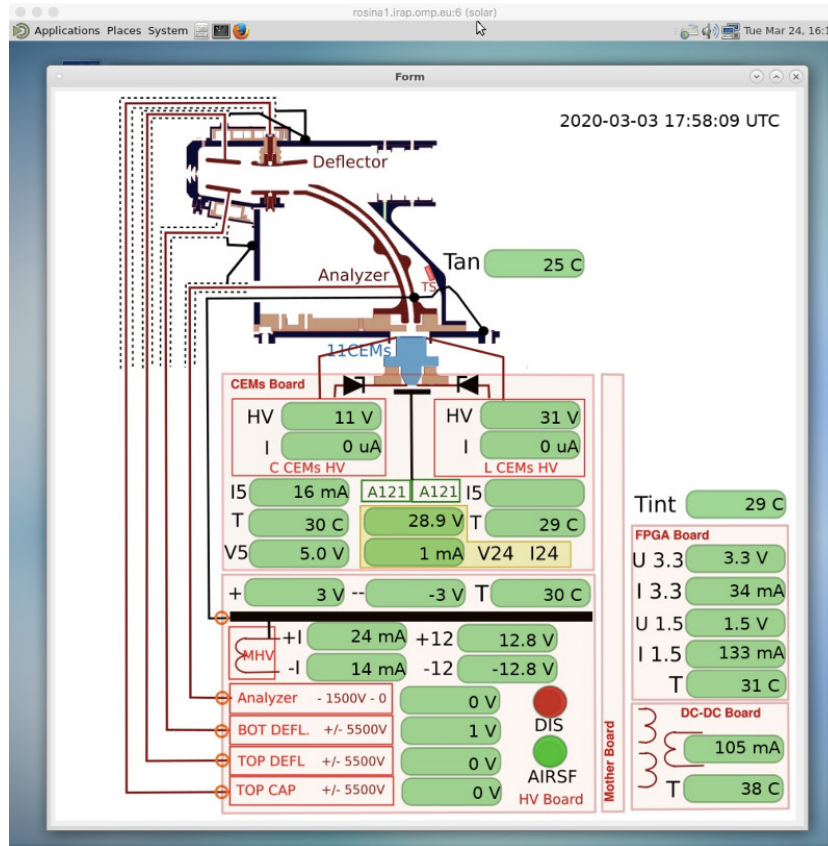 rosina1.irap.omp.eu:6 (solar)
Applications Places System
Tue Mar 24, 16:1
Form
2020-03-03 17:58:09 UTC
Deflector
Tan 25 C
Analyzer
TS
11CEMs
CEMs Board
HV 11 V HV 31 V
I 0 uA I 0 uA
C CEMs HV L CEMs HV
I5 16 mA A121 A121 I5
T 30 C 28.9 V T 29 C
V5 5.0 V 1 mA V24 I24
Tint 29 C
FPGA Board
U 3.3 3.3 V
I 3.3 34 mA
U 1.5 1.5 V
I 1.5 133 mA
T 31 C
+ 3 V -- -3 V T 30 C
MHV
+I 24 mA +12 12.8 V
-I 14 mA -12 -12.8 V
Analyzer - 1500V - 0 0 V
BOT DEFL. +/- 5500V 1 V
TOP DEFL +/- 5500V 0 V
TOP CAP +/- 5500V 0 V
DIS
AIRSF
HV Board
Mother Board
DC-DC Board
105 mA
T 38 C